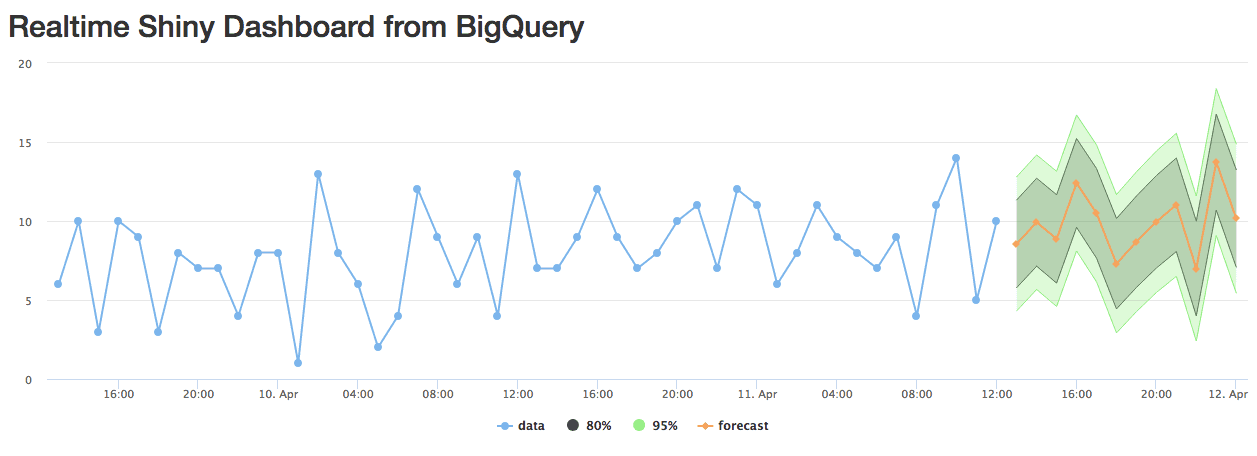 Realtime Shiny Dashboard from BigQuery
20
15
10
5
0
16:00 20:00 10. Apr 04:00 08:00 12:00 16:00 20:00 11. Apr 04:00 08:00 12:00 16:00 20:00 12. Apr
data 80% 95% forecast